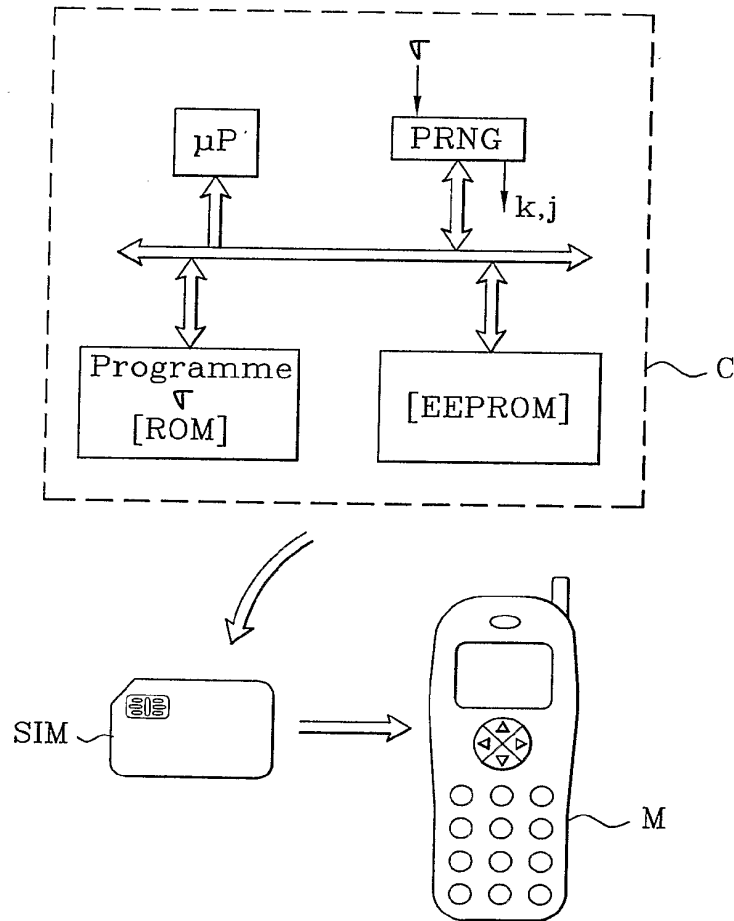 σ
µP
PRNG
k,j
Programme
σ
[ROM]
[EEPROM]
C
SIM
M